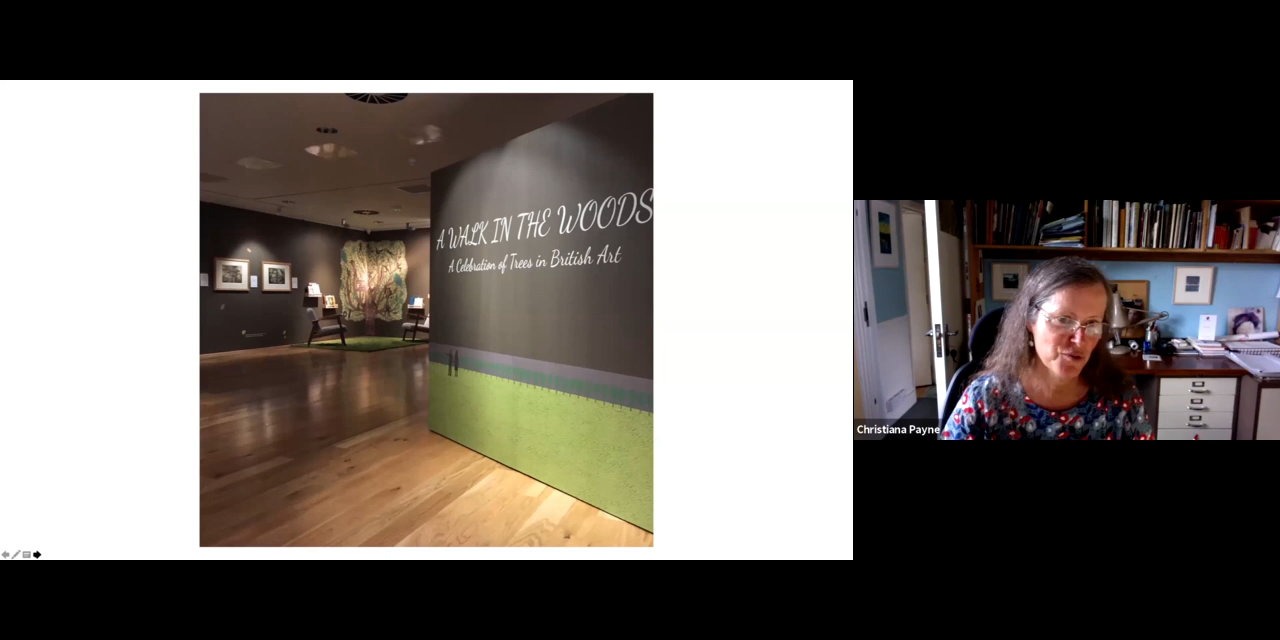 A WALK IN THE WOODS
A Celebration of Trees in British Art
Christiana Payne